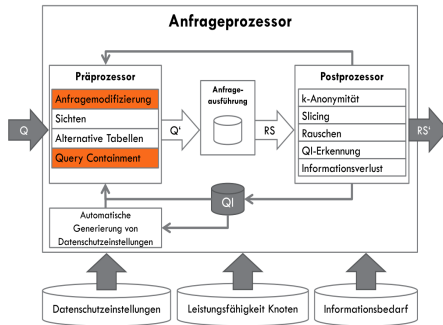 Anfrageprozessor
Präprozessor
Anfragemodifizierung
Sichten
Alternative Tabellen
Query Containment
Anfrage-
ausführung
Postprozessor
k-Anonymität
Slicing
Rauschen
QI-Erkennung
Informationsverlust
Q
Q'
RS
RS'
QI
Automatische
Generierung von
Datenschutzeinstellungen
Datenschutzeinstellungen
Leistungsfähigkeit Knoten
Informationsbedarf